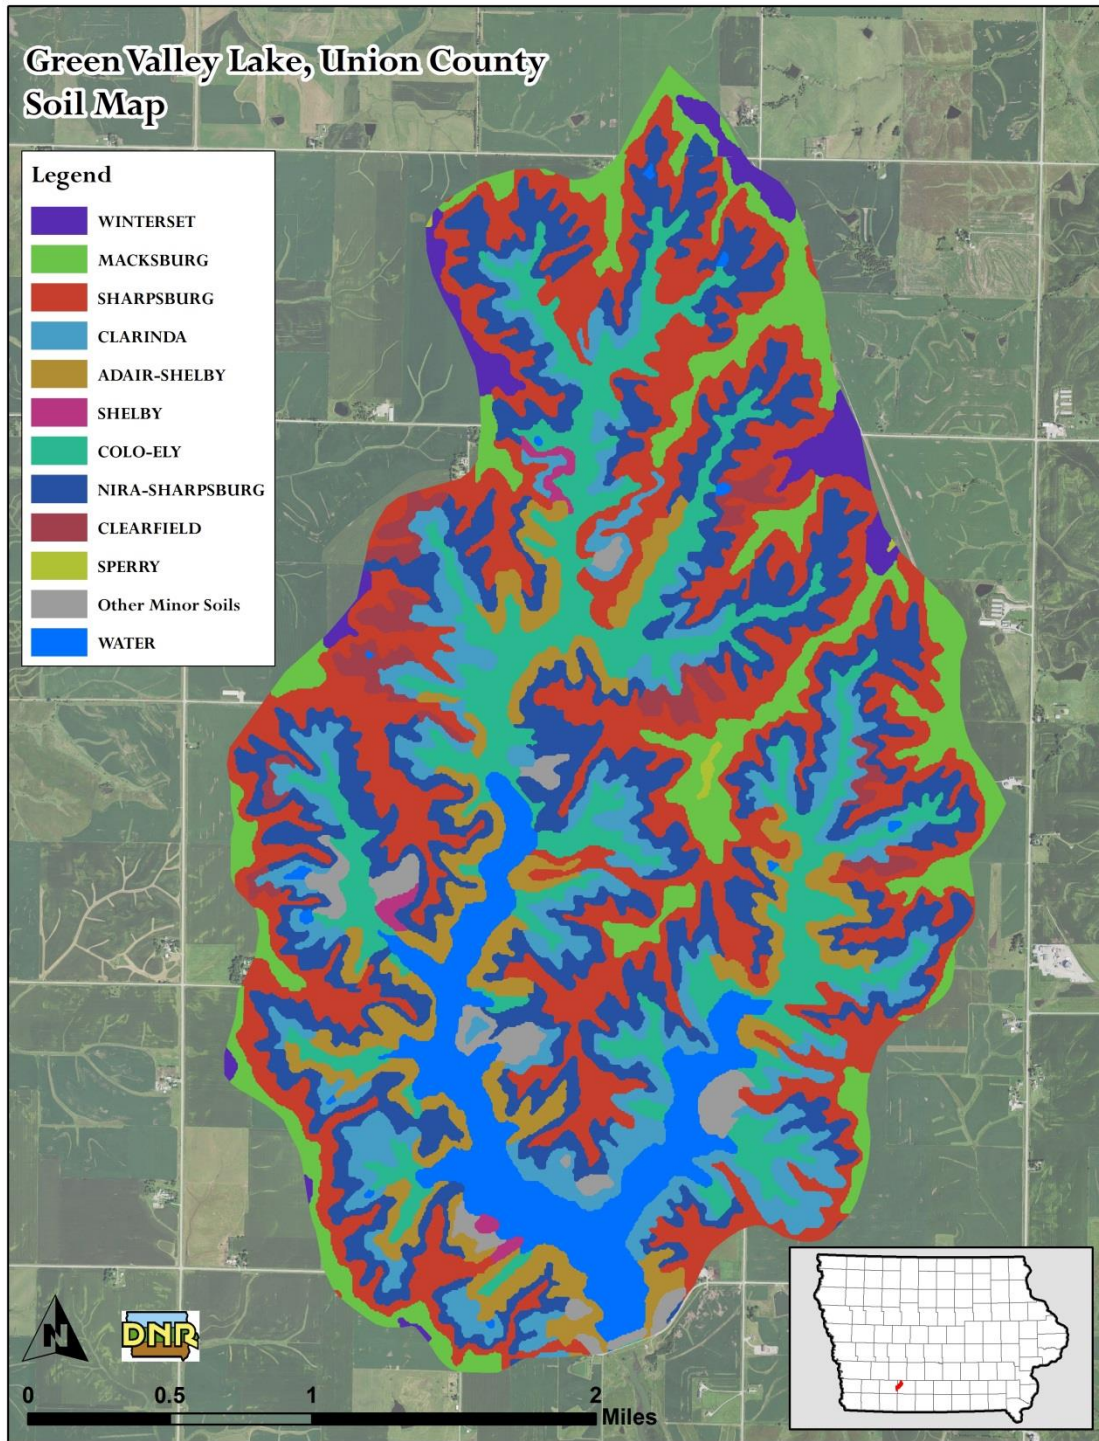 Green Valley Lake, Union County
Soil Map
Legend
WINTERSET
MACKSBURG
SHARPSBURG
CLARINDA
ADAIR-SHELBY
SHELBY
COLO-ELY
NIRA-SHARPSBURG
CLEARFIELD
SPERRY
Other Minor Soils
WATER
N
DNR
0 0.5 1 2
Miles